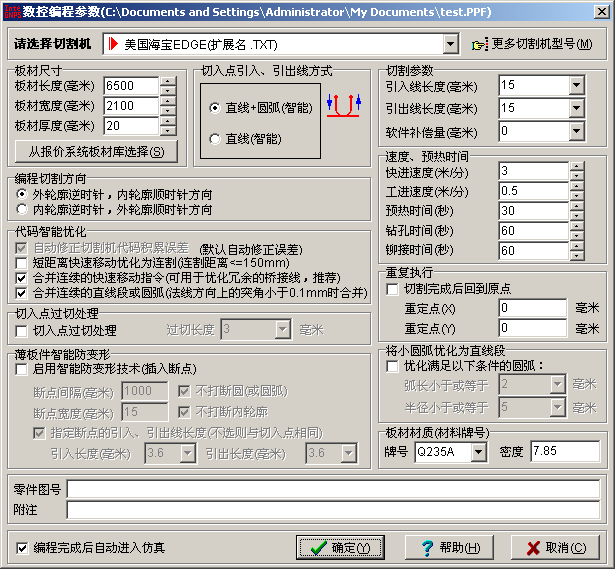 数控编程参数(C:\Documents and Settings\Administrator\My Documents\test.PPF)
请选择切割机 美国海宝EDGE(扩展名 .TXT) 更多切割机型号(M)
板材尺寸
板材长度(毫米) 6500
板材宽度(毫米) 2100
板材厚度(毫米) 20
从报价系统板材库选择(S)
切入点引入、引出线方式
直线+圆弧(智能)
直线(智能)
切割参数
引入线长度(毫米) 15
引出线长度(毫米) 15
软件补偿量(毫米) 0
编程切割方向
外轮廓逆时针，内轮廓顺时针方向
内轮廓逆时针，外轮廓顺时针方向
速度、预热时间
快进速度(米/分) 3
工进速度(米/分) 0.5
预热时间(秒) 30
钻孔时间(秒) 60
铆接时间(秒) 60
代码智能优化
自动修正切割机代码积累误差 (默认自动修正误差)
短距离快速移动优化为连割(连割距离<=150mm)
合并连续的快速移动指令(可用于优化冗余的桥接线，推荐)
合并连续的直线段或圆弧(法线方向上的突角小于0.1mm时合并)
重复执行
切割完成后回到原点
重定点(X) 0 毫米
重定点(Y) 0 毫米
切入点过切处理
切入点过切处理 过切长度 3 毫米
薄板件智能防变形
启用智能防变形技术(插入断点)
断点间隔(毫米) 1000 不打断圆(或圆弧)
断点宽度(毫米) 15 不打断内轮廓
指定断点的引入、引出线长度(不选则与切入点相同)
引入长度(毫米) 3.6 引出长度(毫米) 3.6
将小圆弧优化为直线段
优化满足以下条件的圆弧：
弧长小于或等于 2 毫米
半径小于或等于 5 毫米
板材材质(材料牌号)
牌号 Q235A 密度 7.85
零件图号
附注
编程完成后自动进入仿真 确定(Y) 帮助(H) 取消(C)